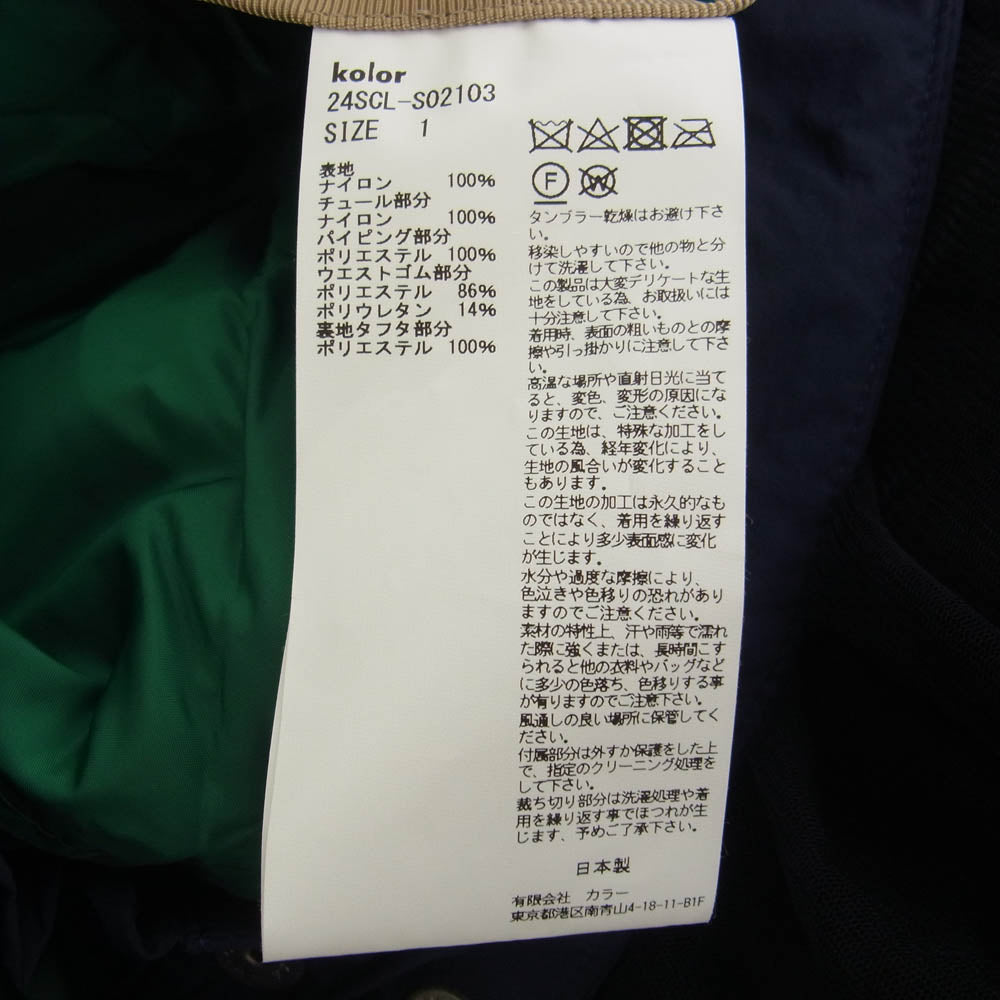 kolor
24SCL-S02103
SIZE 1
表地
ナイロン 100%
チュール部分
ナイロン 100%
パイピング部分
ポリエステル 100%
ウエストゴム部分
ポリエステル 86%
ポリウレタン 14%
裏地タフタ部分
ポリエステル 100%
F W
タンブラー乾燥はお避け下さ
い。
移染しやすいので他の物と分
けて洗濯して下さい。
この製品は大変デリケートな生
地をしている為、お取扱いには
十分注意して下さい。
着用時、表面の粗いものとの摩
擦や引っ掛かりに注意して下さ
い。
高温な場所や直射日光に当て
ると、変色、変形の原因にな
りますので、ご注意ください。
この生地は、特殊な加工をし
ている為、経年変化により、
生地の風合いが変化すること
もあります。
この生地の加工は永久的なも
のではなく、着用を繰り返す
ことにより多少表面感に変化
が生じます。
水分や過度な摩擦により、
色泣きや色移りの恐れがあり
ますのでご注意ください。
素材の特性上、汗や雨等で濡れ
た際に強くまたは、長時間こす
られると他の衣料やバッグなど
に多少の色落ち、色移りする事
が有りますのでご注意下さい。
風通しの良い場所に保管してく
ださい。
付属部分は外すか保護をした上
で、指定のクリーニング処理を
して下さい。
裁ち切り部分は洗濯処理や着
用を繰り返す事でほつれが生
じます、予めご了承下さい。
日本製
有限会社 カラー
東京都港区南青山4-18-11-B1F